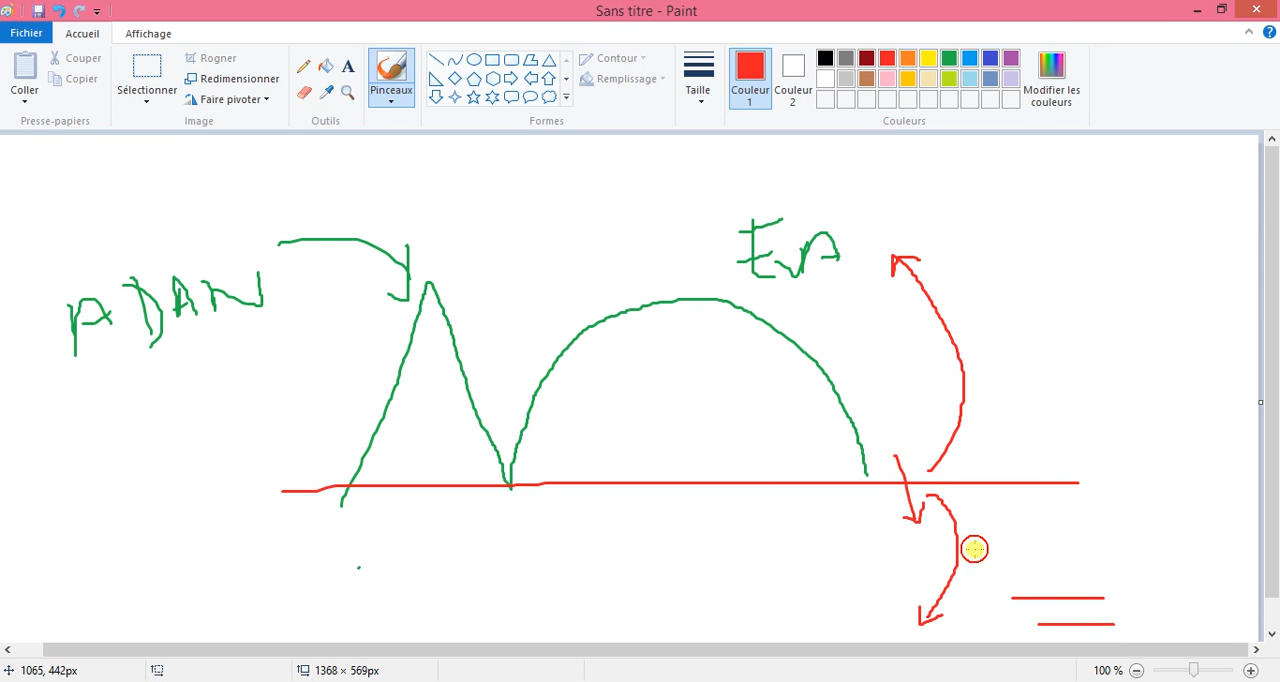 Sans titre - Paint
Fichier
Accueil
Affichage
Coller
Couper
Copier
Presse-papiers
Sélectionner
Rogner
Redimensionner
Faire pivoter
Image
Outils
Pinceaux
Contour
Remplissage
Formes
Taille
Couleur 1
Couleur 2
Modifier les couleurs
Couleurs
ADAN
1065, 442px
1368 × 569px
100 %